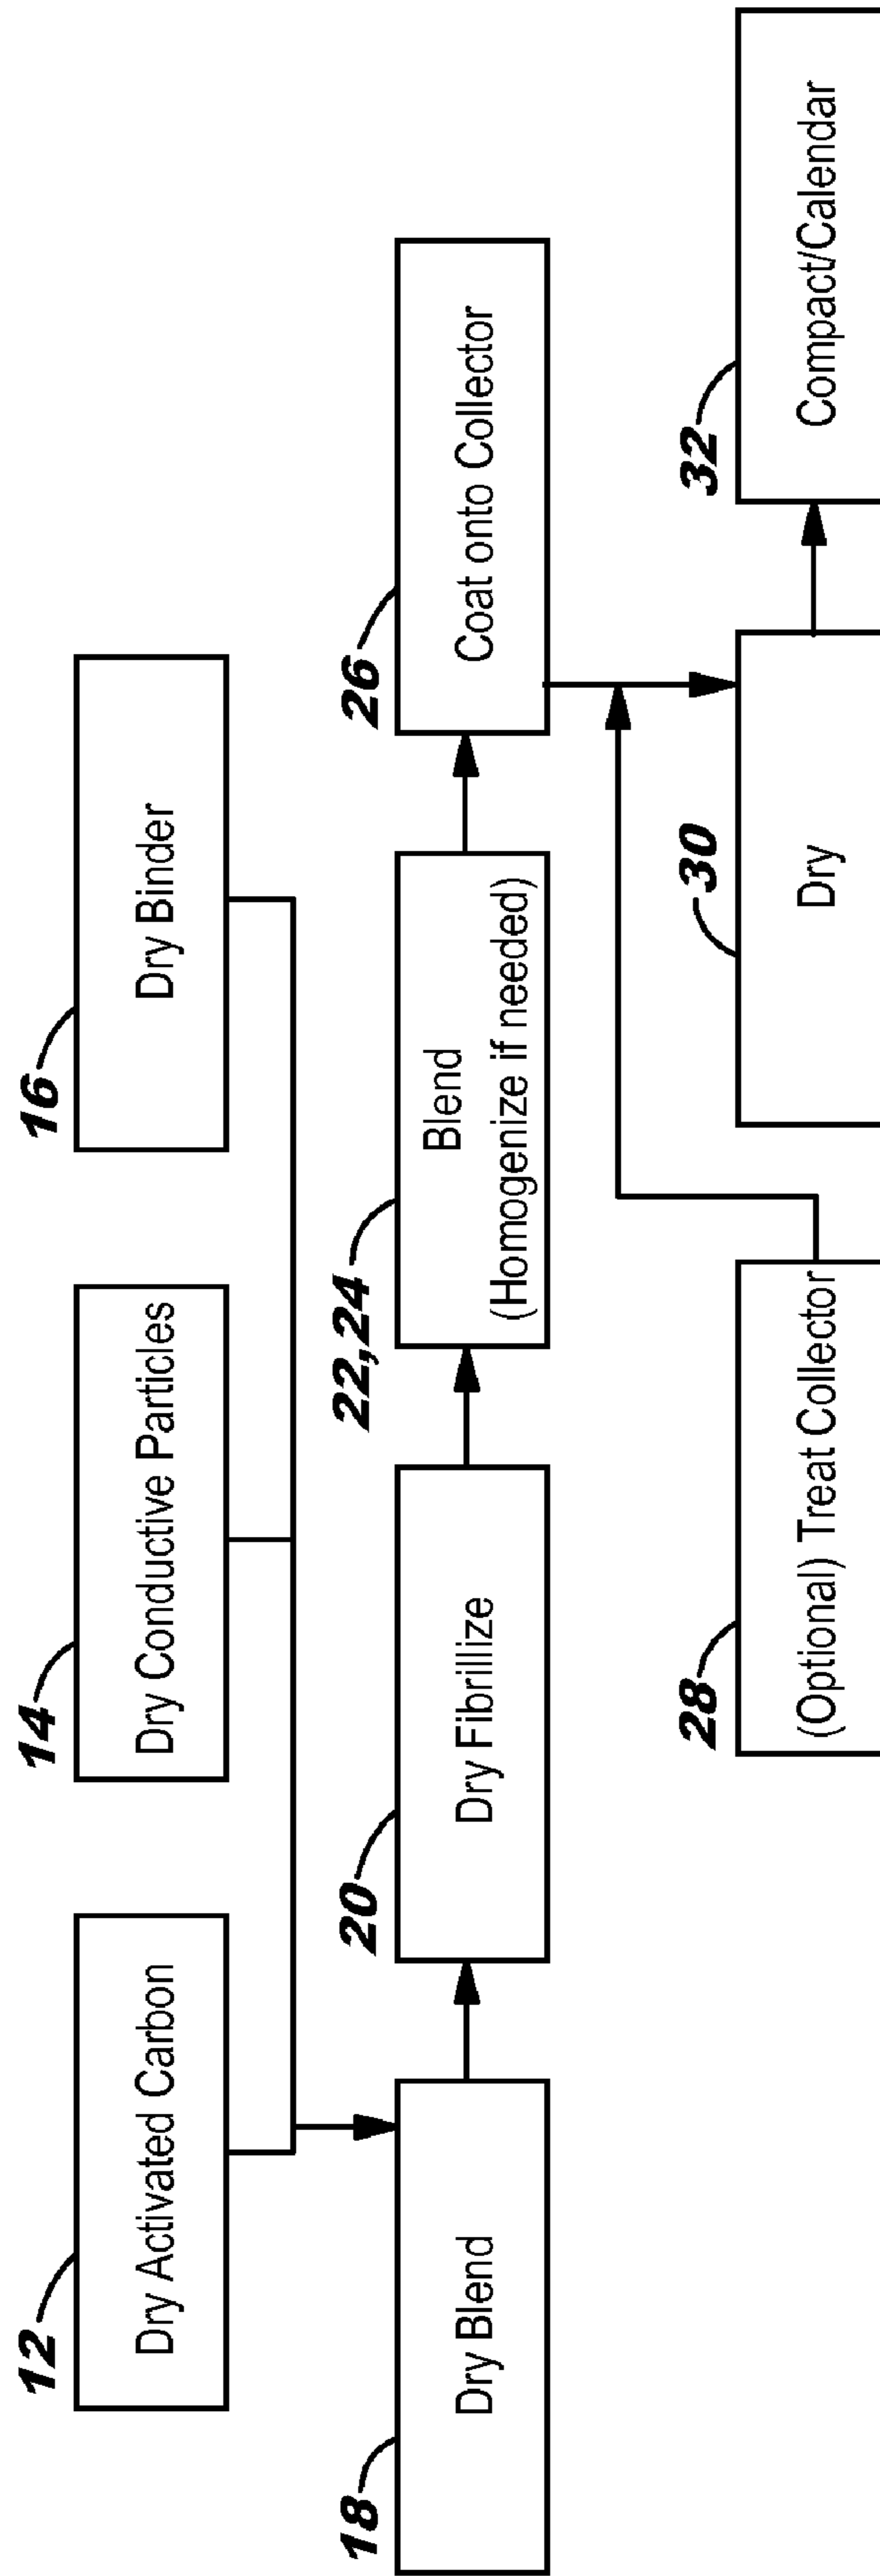 12
Dry Activated Carbon
14
Dry Conductive Particles
16
Dry Binder
18
Dry Blend
20
Dry Fibrillize
22,24
Blend
(Homogenize if needed)
26
Coat onto Collector
28
(Optional) Treat Collector
30
Dry
32
Compact/Calendar